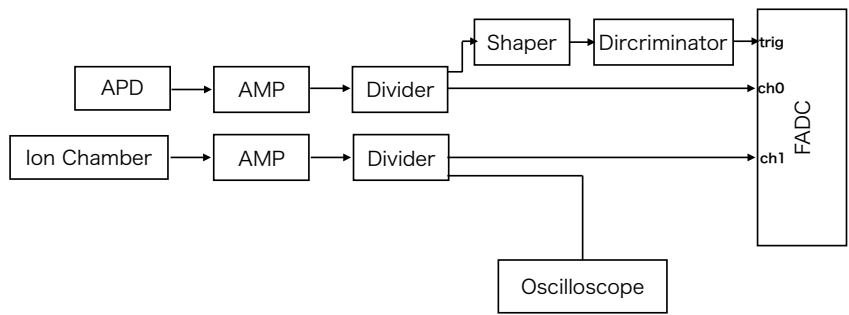 Shaper
Dircriminator
trig
APD
AMP
Divider
ch0
FADC
Ion Chamber
AMP
Divider
ch1
Oscilloscope